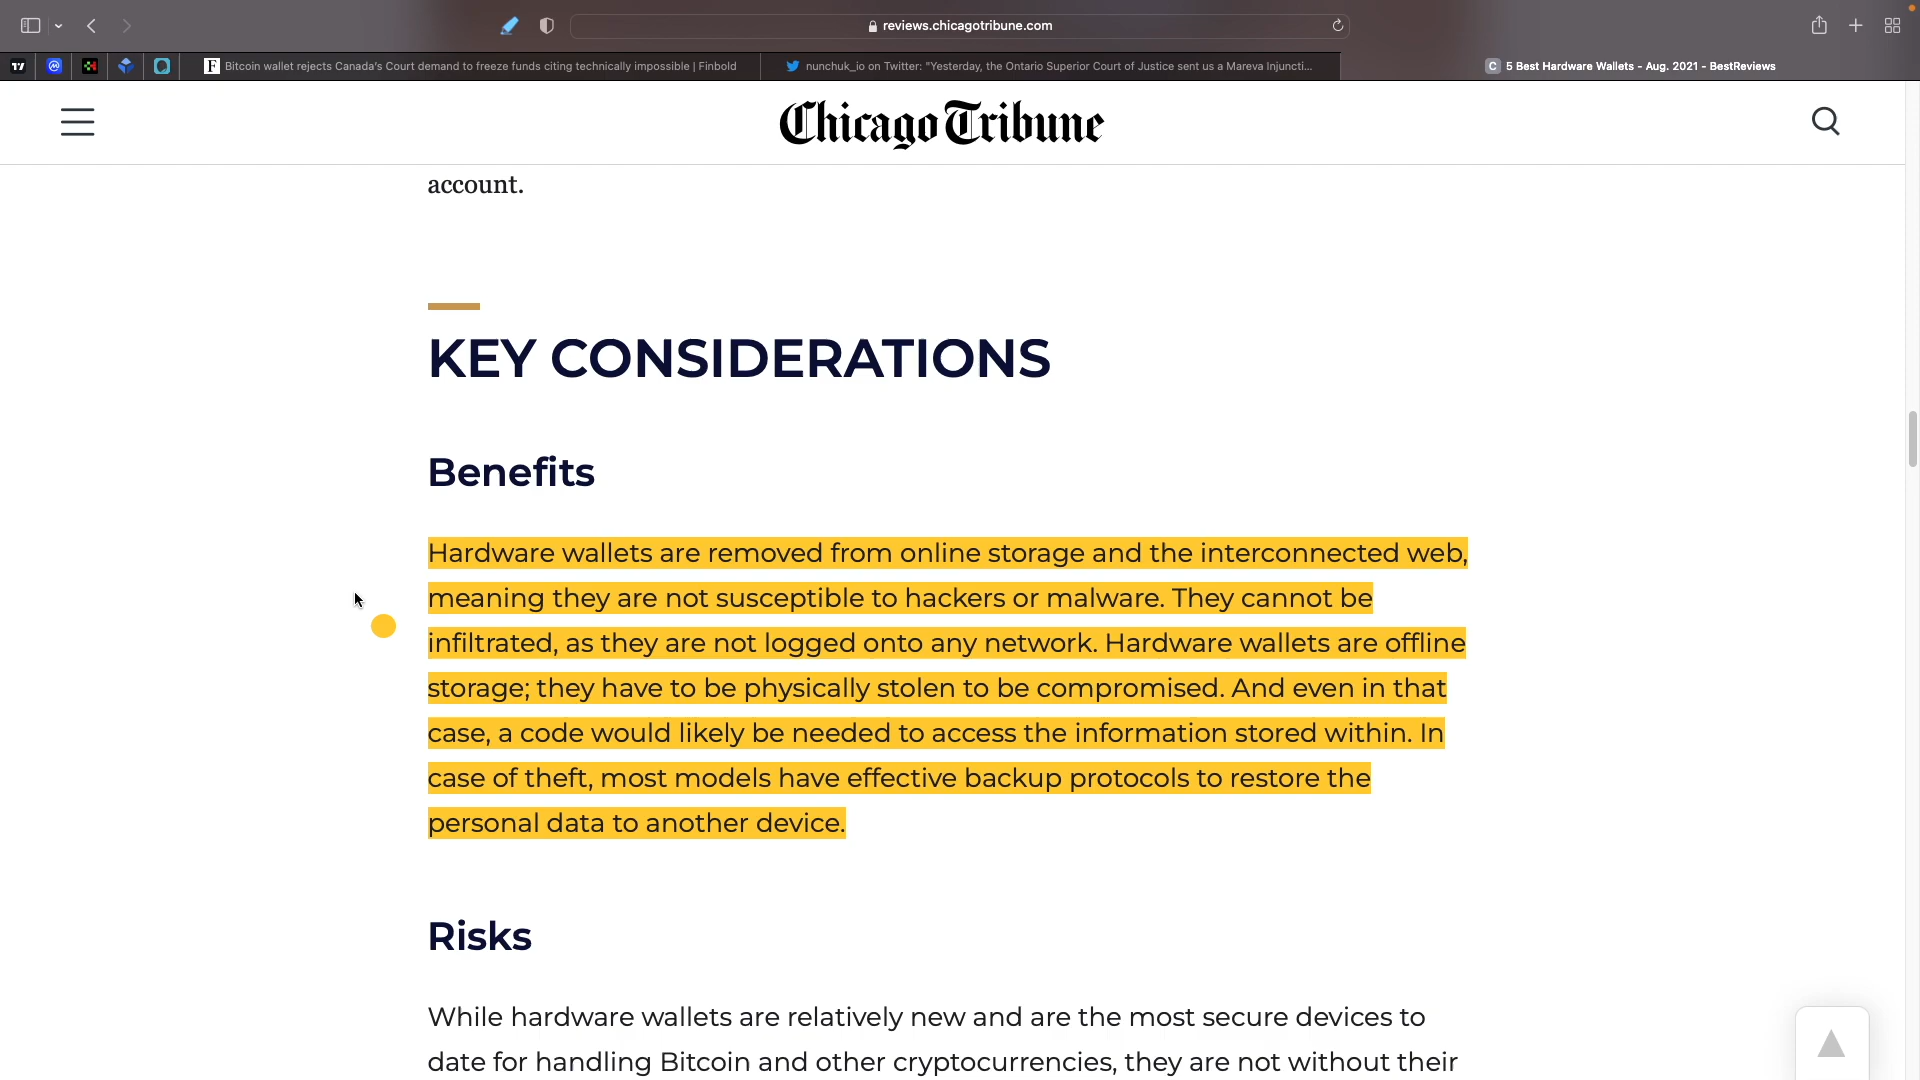 reviews.chicagotribune.com
Bitcoin wallet rejects Canada's Court demand to freeze funds citing technically impossible | Finbold
nunchuk_io on Twitter: "Yesterday, the Ontario Superior Court of Justice sent us a Mareva Injuncti...
C 5 Best Hardware Wallets - Aug. 2021 - BestReviews
Chicago Tribune
account.
KEY CONSIDERATIONS
Benefits
Hardware wallets are removed from online storage and the interconnected web,
meaning they are not susceptible to hackers or malware. They cannot be
infiltrated, as they are not logged onto any network. Hardware wallets are offline
storage; they have to be physically stolen to be compromised. And even in that
case, a code would likely be needed to access the information stored within. In
case of theft, most models have effective backup protocols to restore the
personal data to another device.
Risks
While hardware wallets are relatively new and are the most secure devices to
date for handling Bitcoin and other cryptocurrencies, they are not without their